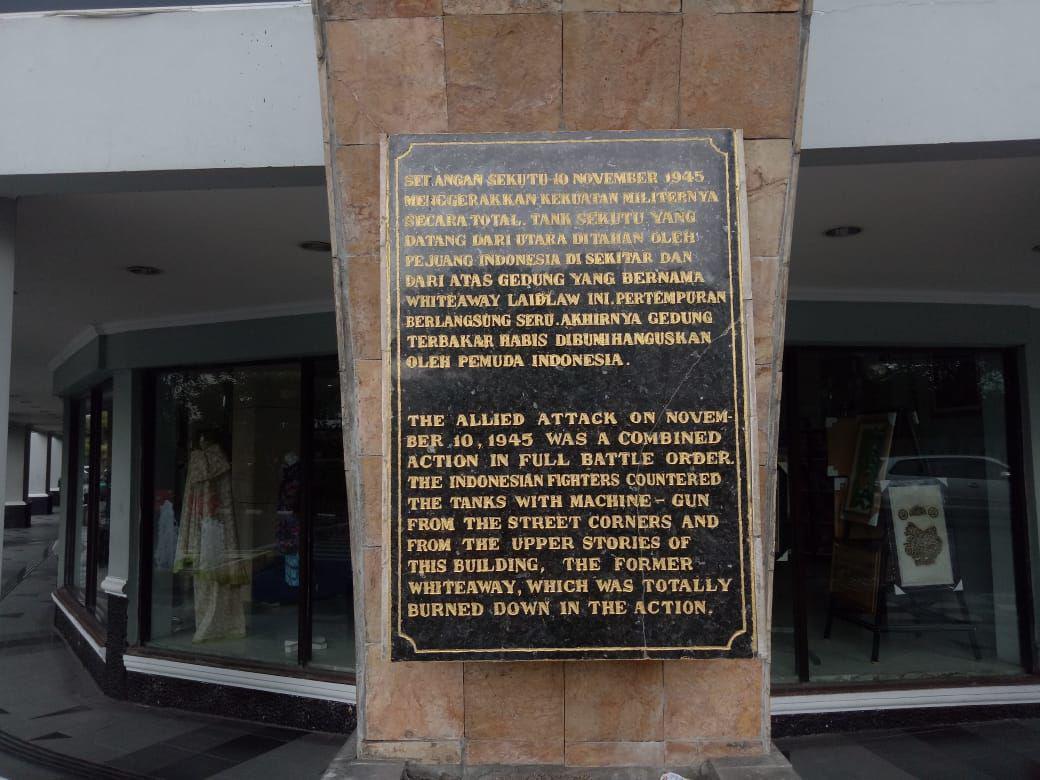 SERANGAN SEKUTU 10 NOVEMBER 1945
MENGGERAKKAN KEKUATAN MILITERNYA
SECARA TOTAL. TANK SEKUTU YANG
DATANG DARI UTARA DITAHAN OLEH
PEJUANG INDONESIA DI SEKITAR DAN
DARI ATAS GEDUNG YANG BERNAMA
WHITEAWAY LAIDLAW INI. PERTEMPURAN
BERLANGSUNG SERU. AKHIRNYA GEDUNG
TERBAKAR HABIS DIBUMIHANGUSKAN
OLEH PEMUDA INDONESIA.
THE ALLIED ATTACK ON NOVEM-
BER 10, 1945 WAS A COMBINED
ACTION IN FULL BATTLE ORDER.
THE INDONESIAN FIGHTERS COUNTERED
THE TANKS WITH MACHINE - GUN
FROM THE STREET CORNERS AND
FROM THE UPPER STORIES OF
THIS BUILDING, THE FORMER
WHITEAWAY, WHICH WAS TOTALLY
BURNED DOWN IN THE ACTION.